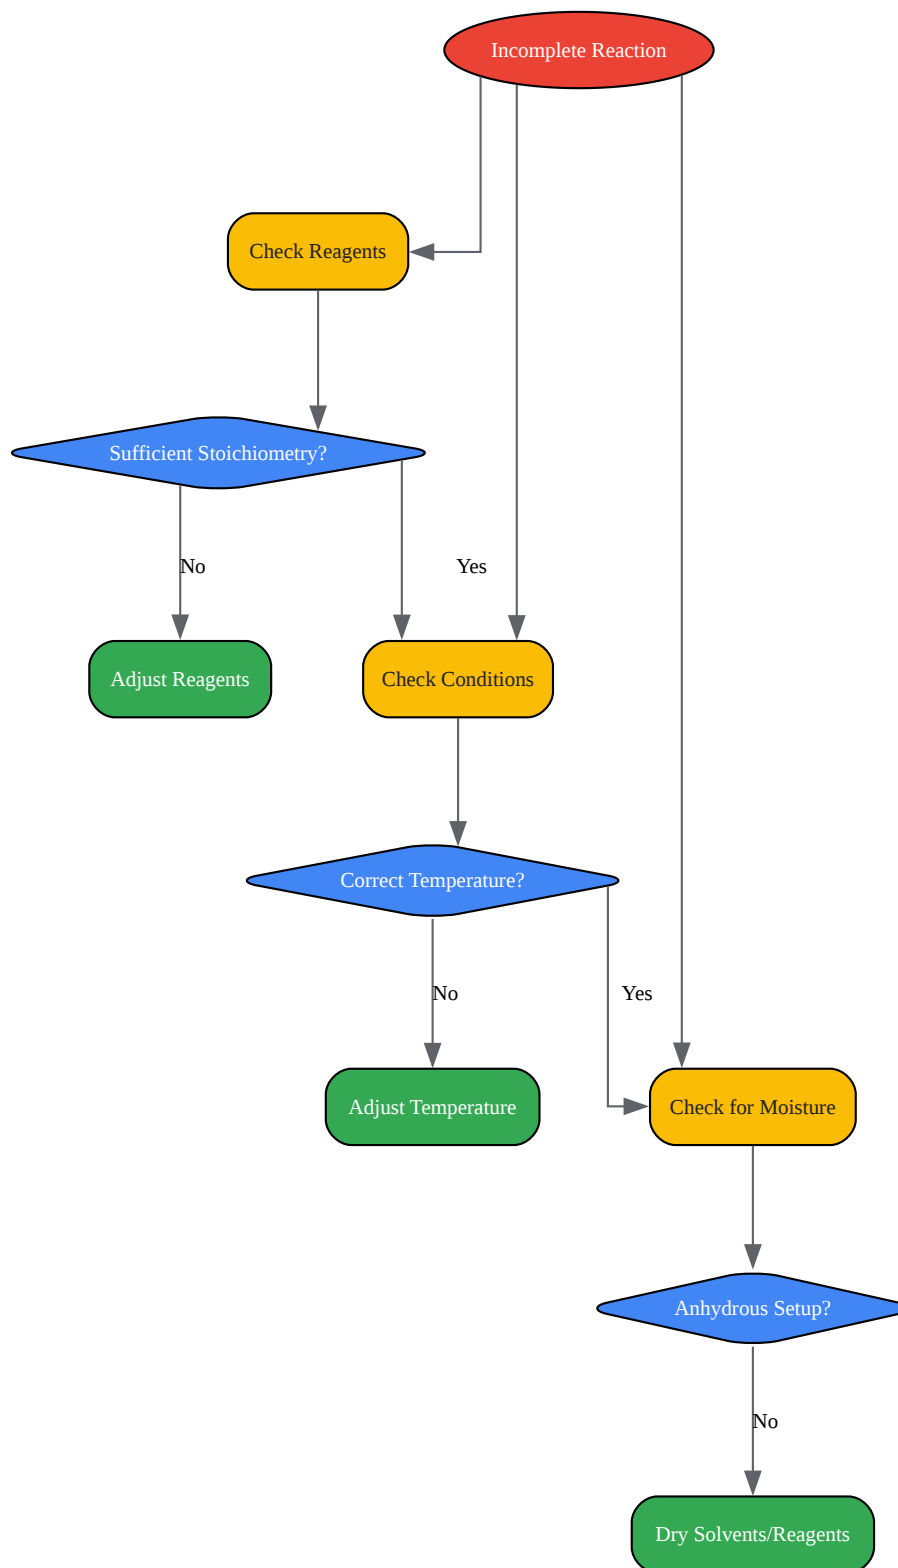 Incomplete Reaction
Check Reagents
Sufficient Stoichiometry?
No
Yes
Adjust Reagents
Check Conditions
Correct Temperature?
No
Yes
Adjust Temperature
Check for Moisture
Anhydrous Setup?
No
Dry Solvents/Reagents